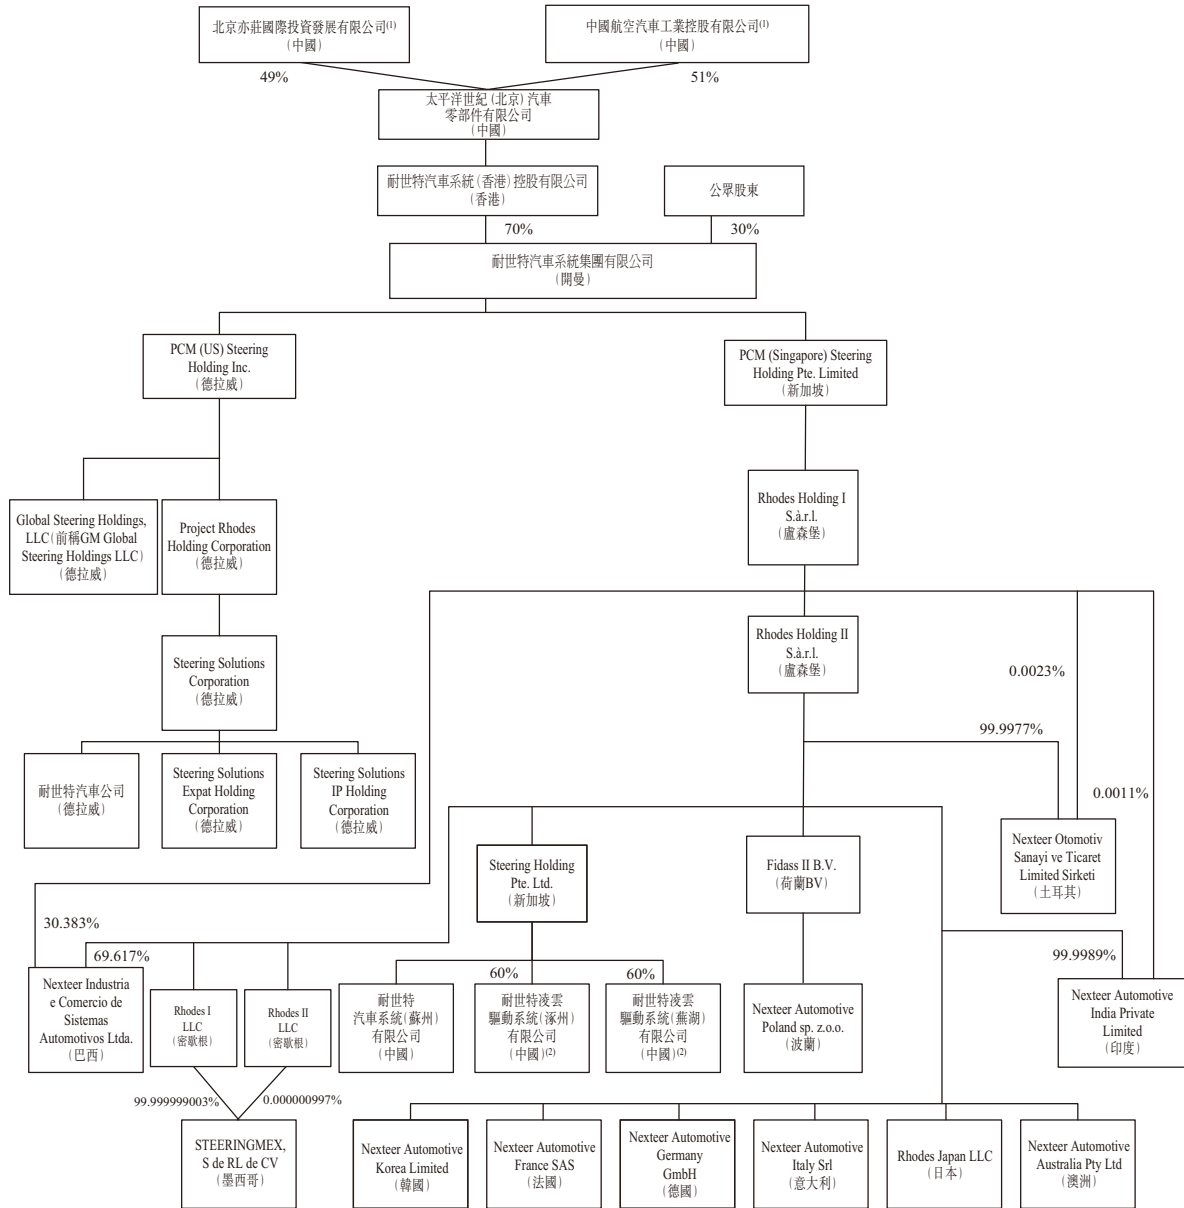 北京亦莊國際投資發展有限公司(1)
(中國)
中國航空汽車工業控股有限公司(1)
(中國)
49%
51%
太平洋世紀(北京)汽車
零部件有限公司
(中國)
耐世特汽車系統(香港)控股有限公司
(香港)
公眾股東
70%
30%
耐世特汽車系統集團有限公司
(開曼)
PCM (US) Steering
Holding Inc.
(德拉威)
PCM (Singapore) Steering
Holding Pte. Limited
(新加坡)
Global Steering Holdings,
LLC(前稱GM Global
Steering Holdings LLC)
(德拉威)
Project Rhodes
Holding Corporation
(德拉威)
Rhodes Holding I
S.à.r.l.
(盧森堡)
Steering Solutions
Corporation
(德拉威)
Rhodes Holding II
S.à.r.l.
(盧森堡)
0.0023%
99.9977%
耐世特汽車公司
(德拉威)
Steering Solutions
Expat Holding
Corporation
(德拉威)
Steering Solutions
IP Holding
Corporation
(德拉威)
0.0011%
Steering Holding
Pte. Ltd.
(新加坡)
Fidass II B.V.
(荷蘭BV)
Nexteer Otomotiv
Sanayi ve Ticaret
Limited Sirketi
(土耳其)
30.383%
69.617%
99.9989%
60%
60%
Nexteer Industria
e Comercio de
Sistemas
Automotivos Ltda.
(巴西)
Rhodes I
LLC
(密歇根)
Rhodes II
LLC
(密歇根)
耐世特
汽車系統(蘇州)
有限公司
(中國)
耐世特凌雲
驅動系統(涿州)
有限公司
(中國)(2)
耐世特凌雲
驅動系統(蕪湖)
有限公司
(中國)(2)
Nexteer Automotive
Poland sp. z.o.o.
(波蘭)
Nexteer Automotive
India Private
Limited
(印度)
99.999999003%
0.000000997%
STEERINGMEX,
S de RL de CV
(墨西哥)
Nexteer Automotive
Korea Limited
(韓國)
Nexteer Automotive
France SAS
(法國)
Nexteer Automotive
Germany
GmbH
(德國)
Nexteer Automotive
Italy Srl
(意大利)
Rhodes Japan LLC
(日本)
Nexteer Automotive
Australia Pty Ltd
(澳洲)